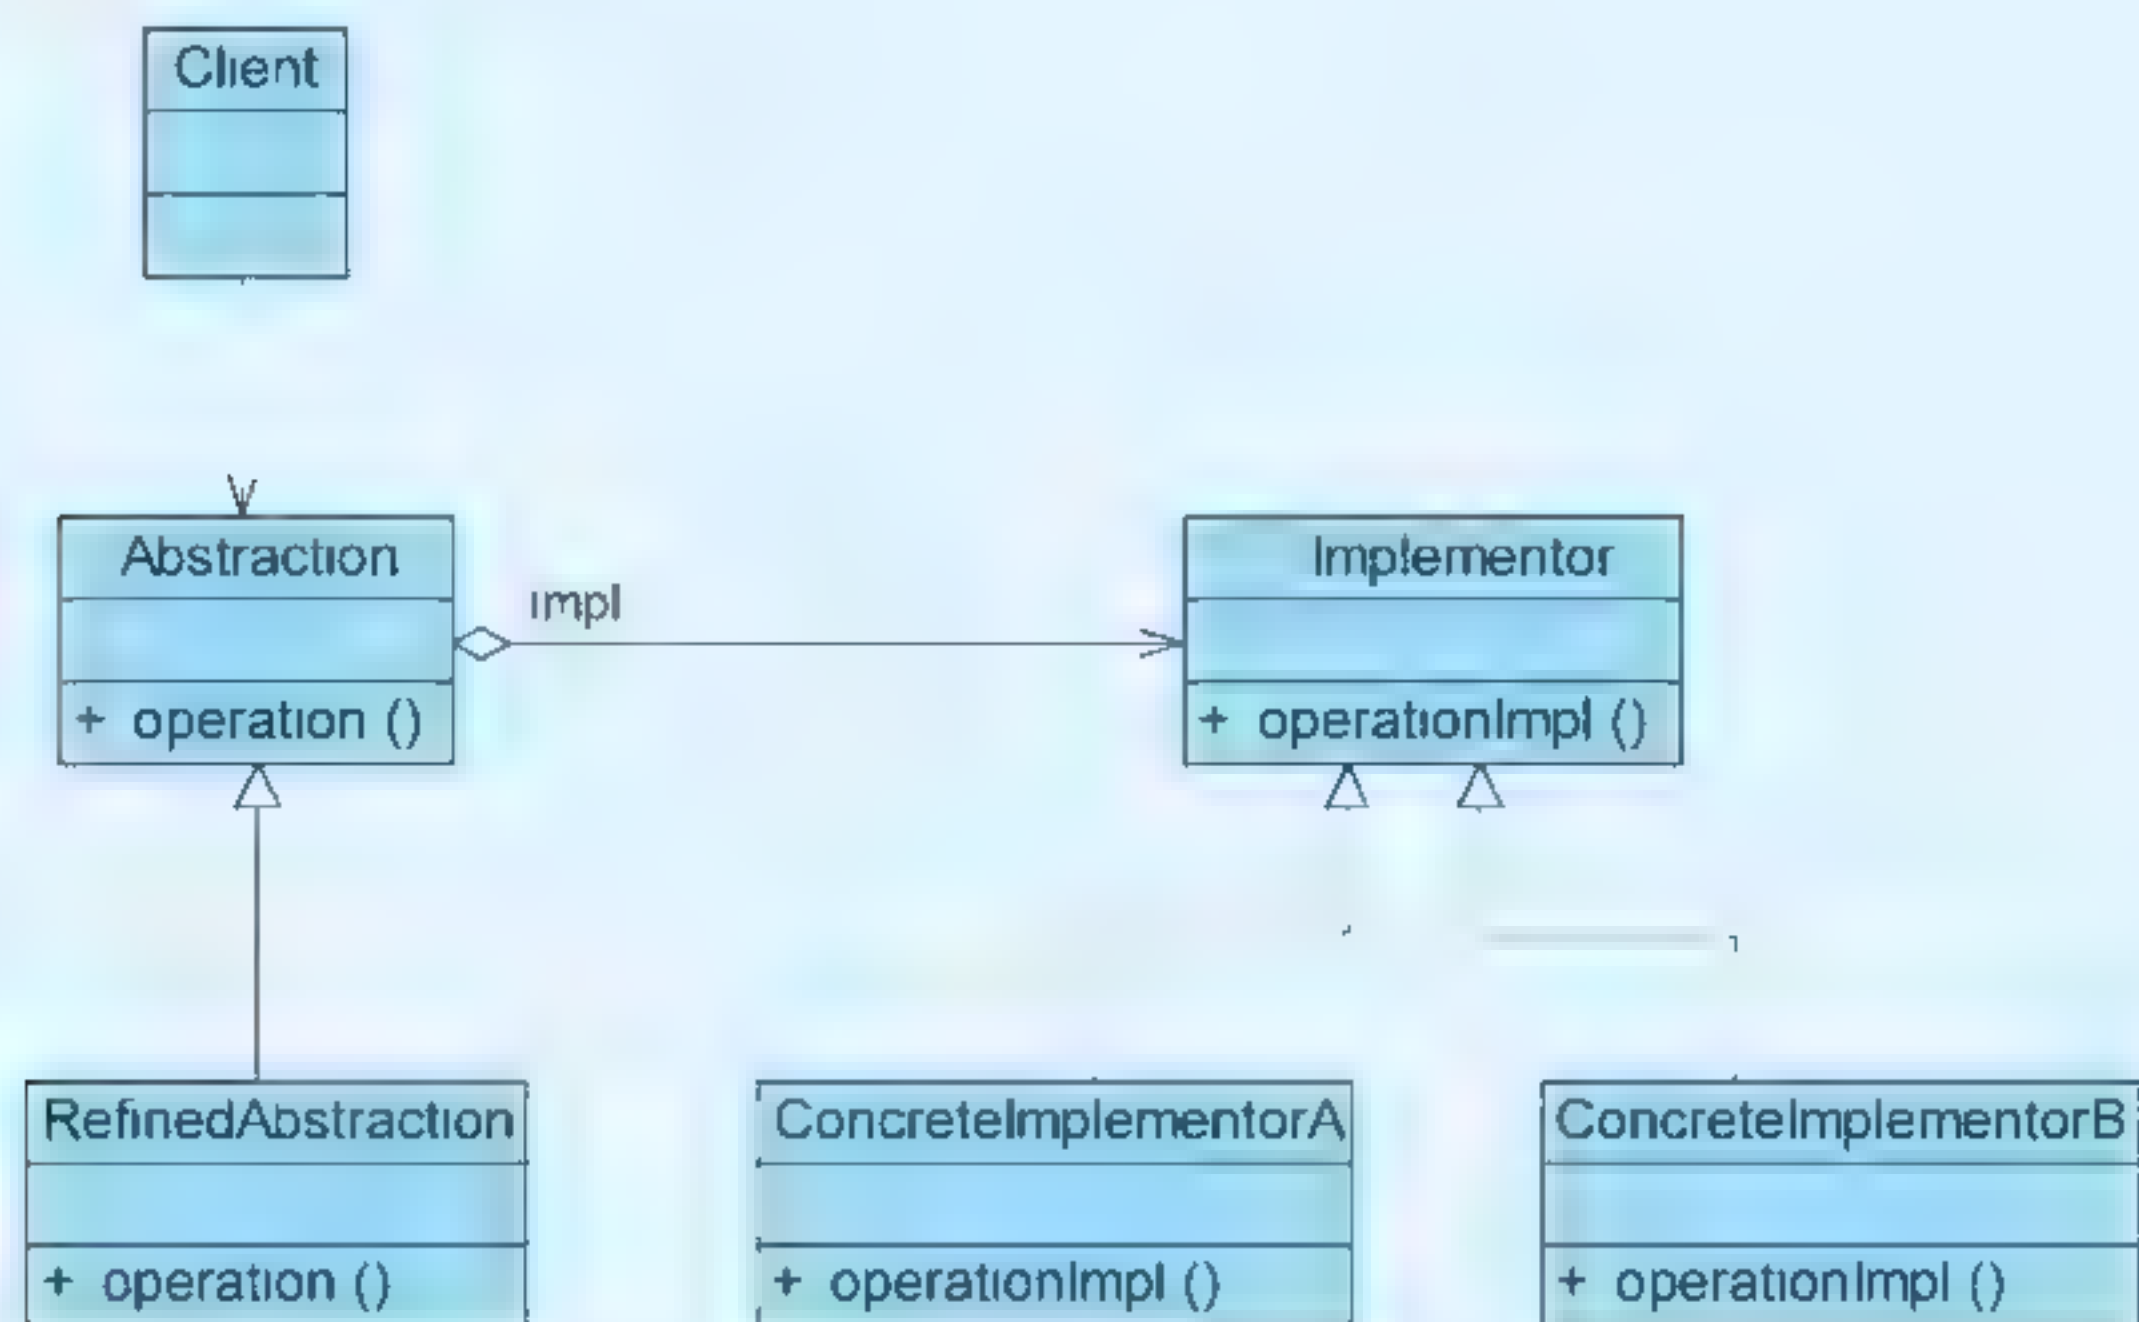 Client
Abstraction
impl
Implementor
+ operation ()
+ operationImpl ()
RefinedAbstraction
ConcreteImplementorA
ConcreteImplementorB
+ operation ()
+ operationImpl ()
+ operationImpl ()